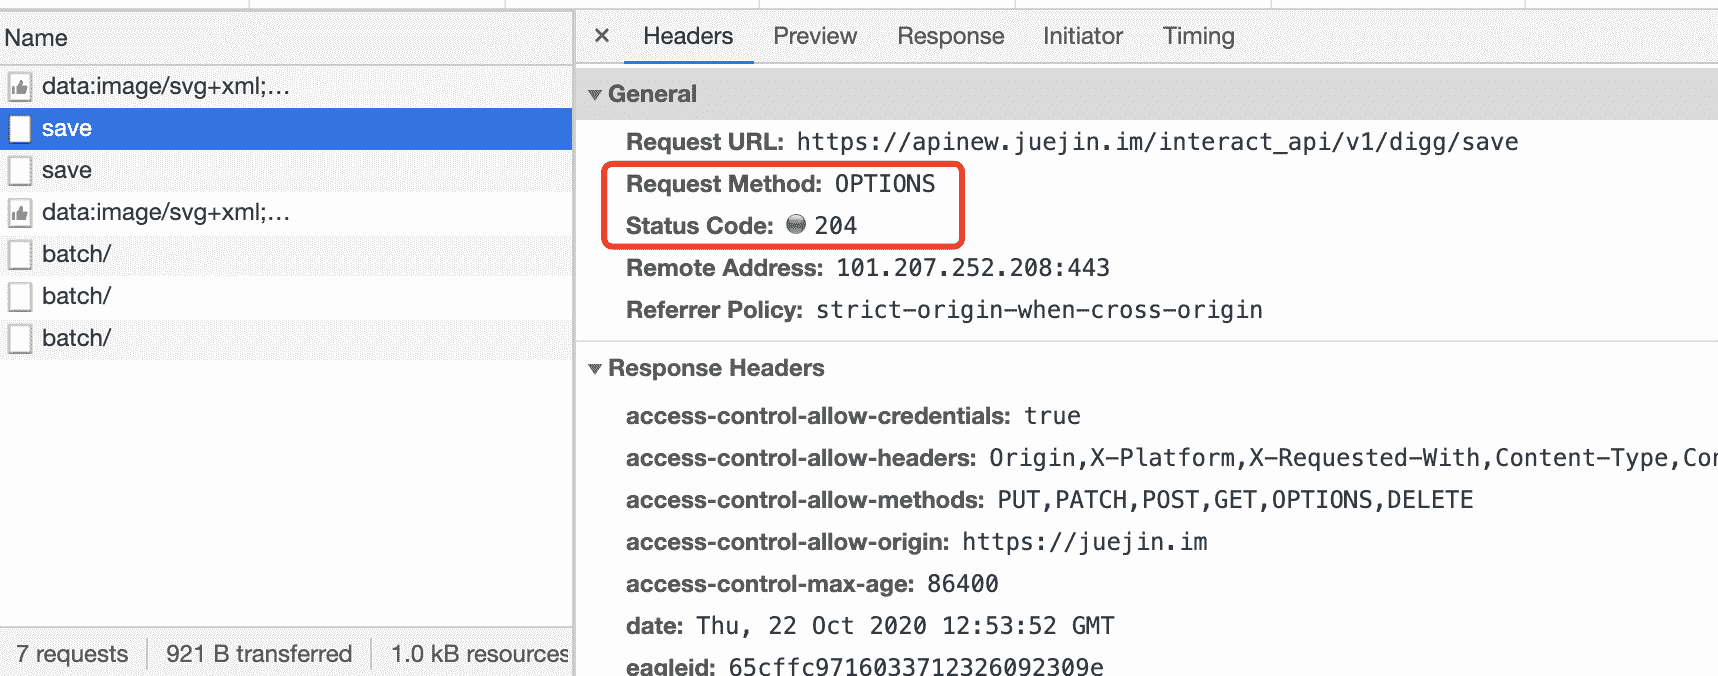 Name
data:image/svg+xml;…
save
save
data:image/svg+xml;…
batch/
batch/
batch/
7 requests
921 B transferred
1.0 kB resources
× Headers Preview Response Initiator Timing
General
Request URL: https://apinew.juejin.im/interact_api/v1/digg/save
Request Method: OPTIONS
Status Code: 204
Remote Address: 101.207.252.208:443
Referrer Policy: strict-origin-when-cross-origin
Response Headers
access-control-allow-credentials: true
access-control-allow-headers: Origin,X-Platform,X-Requested-With,Content-Type,Con
access-control-allow-methods: PUT,PATCH,POST,GET,OPTIONS,DELETE
access-control-allow-origin: https://juejin.im
access-control-max-age: 86400
date: Thu, 22 Oct 2020 12:53:52 GMT
eagleid: 65cffc9716033712326092309e